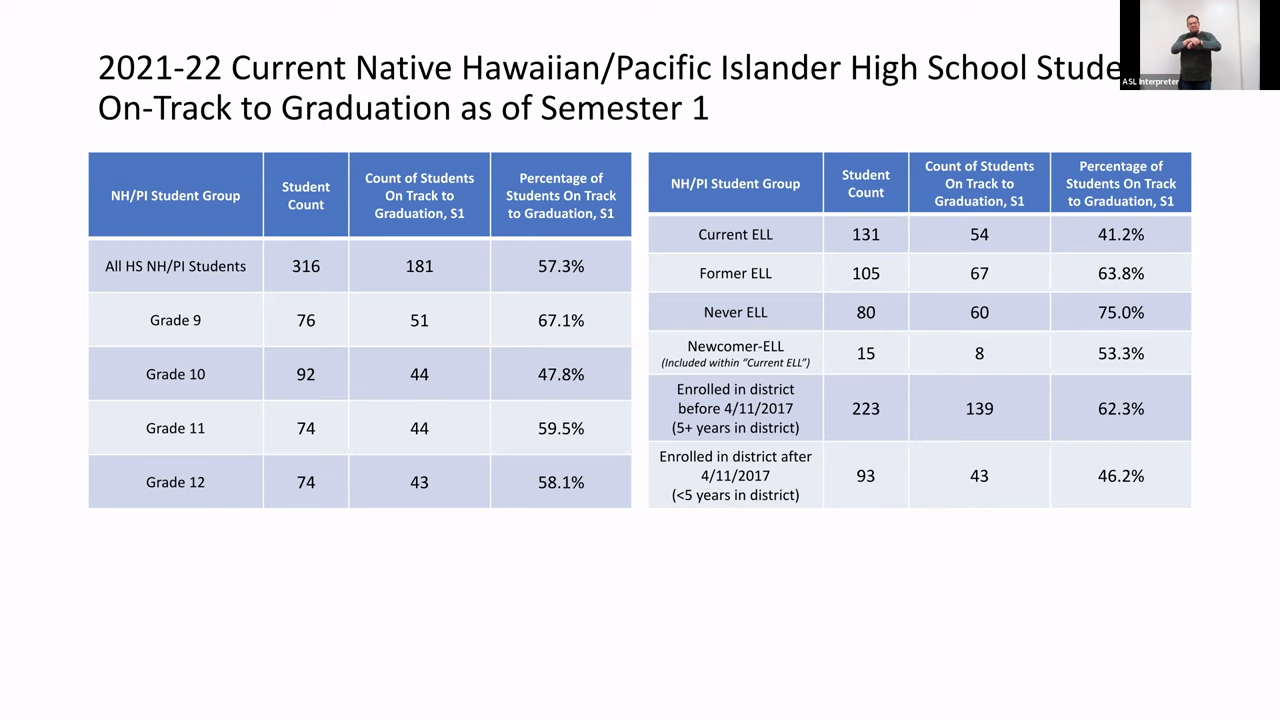 2021-22 Current Native Hawaiian/Pacific Islander High School
On-Track to Graduation as of Semester 1
ASL Interpreter
NH/PI Student Group
Student
Count
Count of Students
On Track to
Graduation, S1
Percentage of
Students On Track
to Graduation, S1
All HS NH/PI Students 316 181 57.3%
Grade 9 76 51 67.1%
Grade 10 92 44 47.8%
Grade 11 74 44 59.5%
Grade 12 74 43 58.1%
NH/PI Student Group
Student
Count
Count of Students
On Track to
Graduation, S1
Percentage of
Students On Track
to Graduation, S1
Current ELL 131 54 41.2%
Former ELL 105 67 63.8%
Never ELL 80 60 75.0%
Newcomer-ELL
(Included within “Current ELL”)
15 8 53.3%
Enrolled in district
before 4/11/2017
(5+ years in district)
223 139 62.3%
Enrolled in district after
4/11/2017
(<5 years in district)
93 43 46.2%